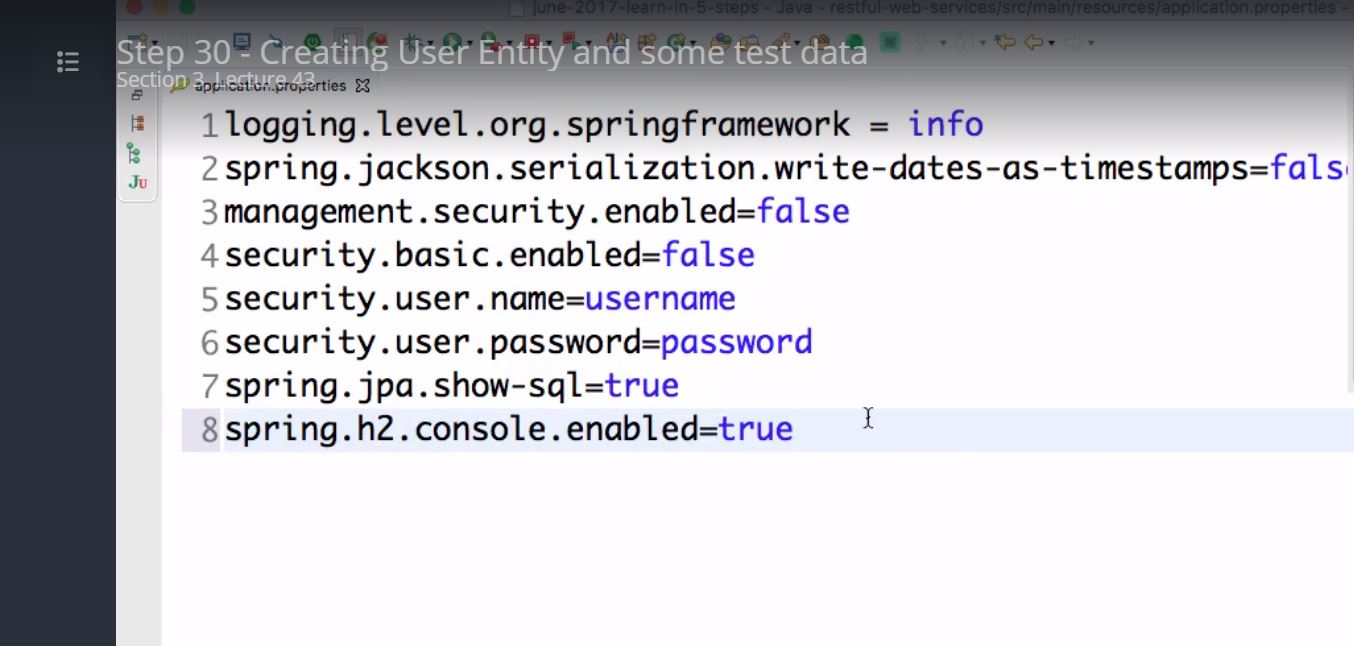 june-2017-learn-in-5-steps - Java - restful-web-services/src/main/resources/application.properties -
Step 30 - Creating User Entity and some test data
Section 3, Lecture 43
application.properties
1 logging.level.org.springframework = info
2 spring.jackson.serialization.write-dates-as-timestamps=fals
3 management.security.enabled=false
4 security.basic.enabled=false
5 security.user.name=username
6 security.user.password=password
7 spring.jpa.show-sql=true
8 spring.h2.console.enabled=true
Ju